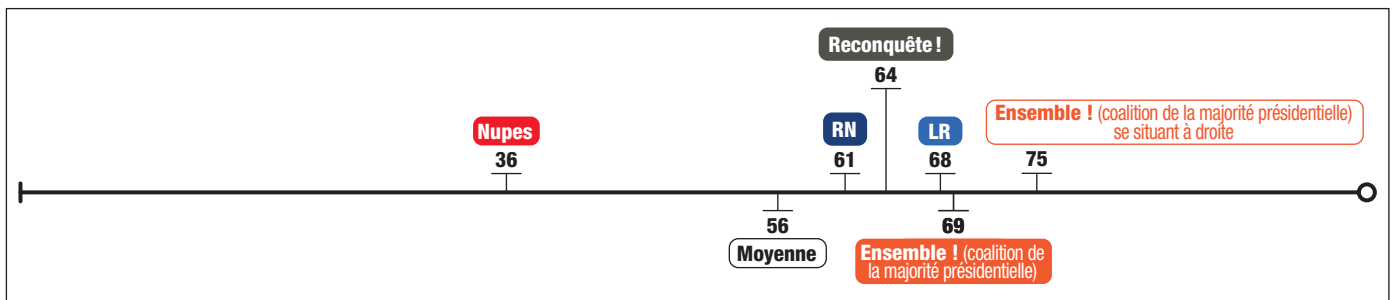 Reconquête !
64
Ensemble ! (coalition de la majorité présidentielle)
se situant à droite
Nupes
RN
LR
36
61
68
75
56
69
Moyenne
Ensemble ! (coalition de
la majorité présidentielle)